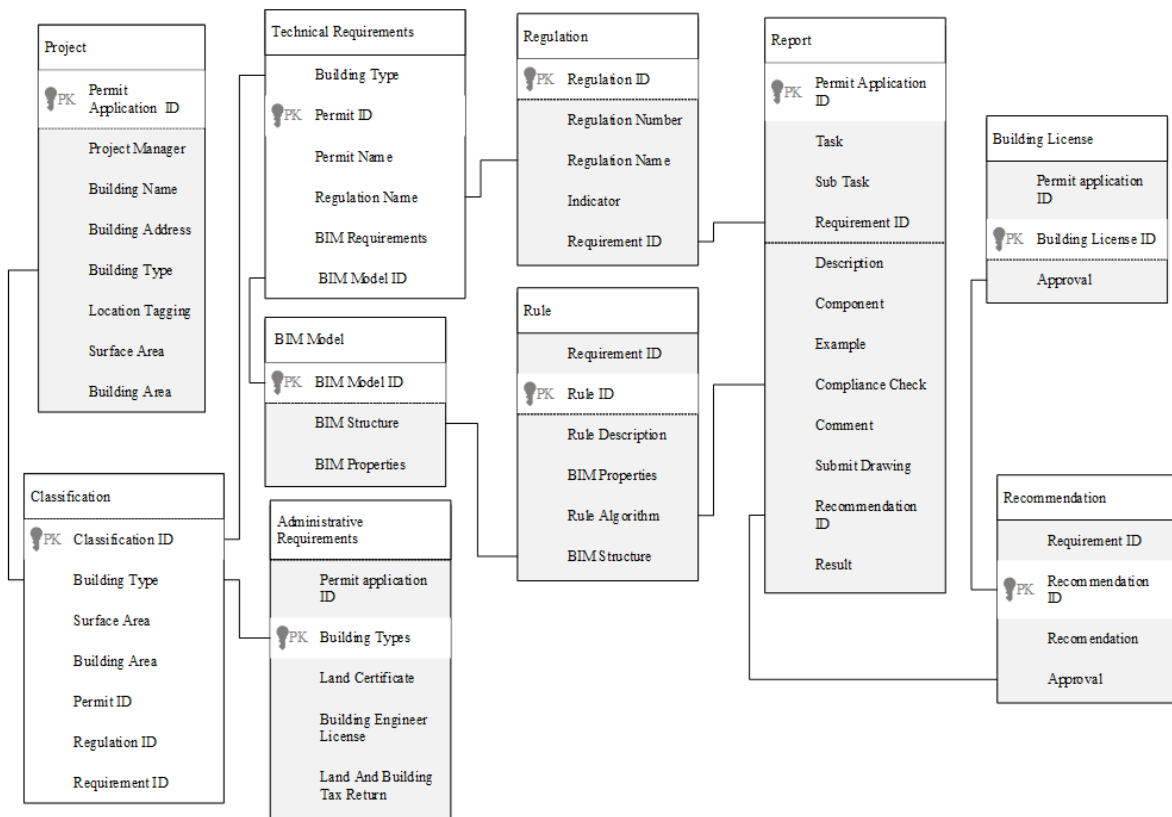 Project
PK
Permit
Application ID
Project Manager
Building Name
Building Address
Building Type
Location Tagging
Surface Area
Building Area
Classification
PK
Classification ID
Building Type
Surface Area
Building Area
Permit ID
Regulation ID
Requirement ID
Technical Requirements
Building Type
PK
Permit ID
Permit Name
Regulation Name
BIM Requirements
BIM Model ID
BIM Model
PK
BIM Model ID
BIM Structure
BIM Properties
Administrative
Requirements
Permit application
ID
PK
Building Types
Land Certificate
Building Engineer
License
Land And Building
Tax Return
Regulation
PK
Regulation ID
Regulation Number
Regulation Name
Indicator
Requirement ID
Rule
Requirement ID
PK
Rule ID
Rule Description
BIM Properties
Rule Algorithm
BIM Structure
Report
PK
Permit Application
ID
Task
Sub Task
Requirement ID
Description
Component
Example
Compliance Check
Comment
Submit Drawing
Recommendation
ID
Result
Building License
Permit application
ID
PK
Building License ID
Approval
Recommendation
Requirement ID
PK
Recommendation
ID
Recomendation
Approval